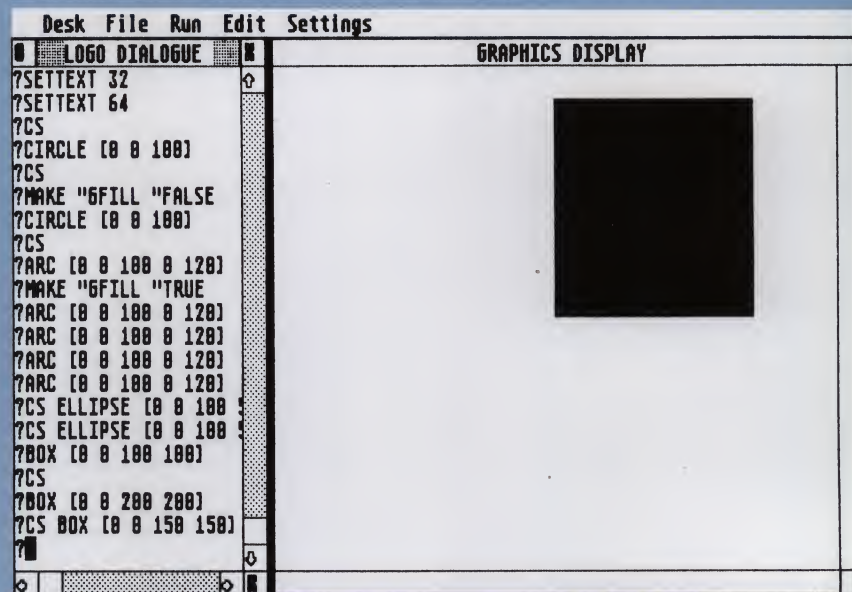 Desk File Run Edit Settings
LOGO DIALOGUE
GRAPHICS DISPLAY
?SETTEXT 32
?SETTEXT 64
?CS
?CIRCLE [0 0 100]
?CS
?MAKE "GFILL "FALSE
?CIRCLE [0 0 100]
?CS
?ARC [0 0 100 0 120]
?MAKE "GFILL "TRUE
?ARC [0 0 100 0 120]
?ARC [0 0 100 0 120]
?ARC [0 0 100 0 120]
?ARC [0 0 100 0 120]
?CS ELLIPSE [0 0 100
?CS ELLIPSE [0 0 100
?BOX [0 0 100 100]
?CS
?BOX [0 0 200 200]
?CS BOX [0 0 150 150]
?